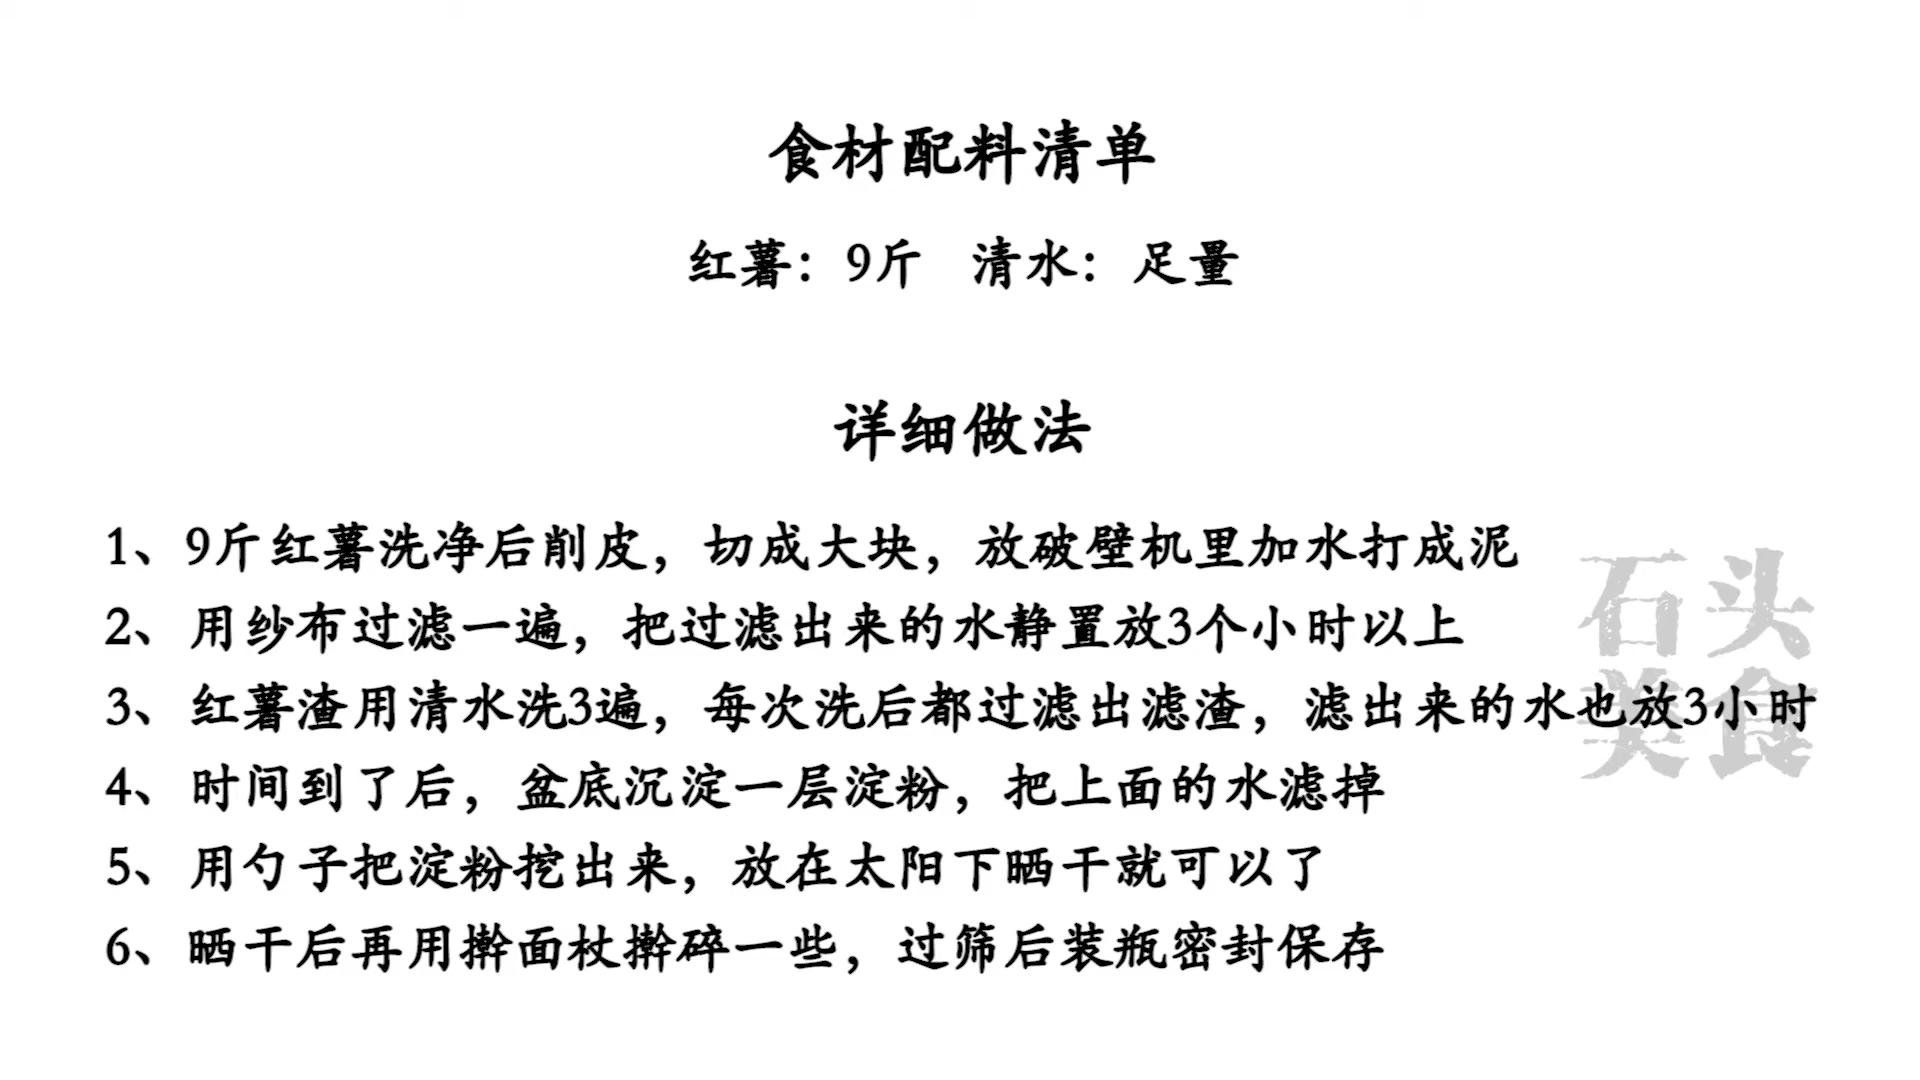 食材配料清单
红薯：9斤 清水：足量
详细做法
1、9斤红薯洗净后削皮，切成大块，放破壁机里加水打成泥
2、用纱布过滤一遍，把过滤出来的水静置放3个小时以上
3、红薯渣用清水洗3遍，每次洗后都过滤出滤渣，滤出来的水也放3小时
4、时间到了后，盆底沉淀一层淀粉，把上面的水滤掉
5、用勺子把淀粉挖出来，放在太阳下晒干就可以了
6、晒干后再用擀面杖擀碎一些，过筛后装瓶密封保存
石头
美食